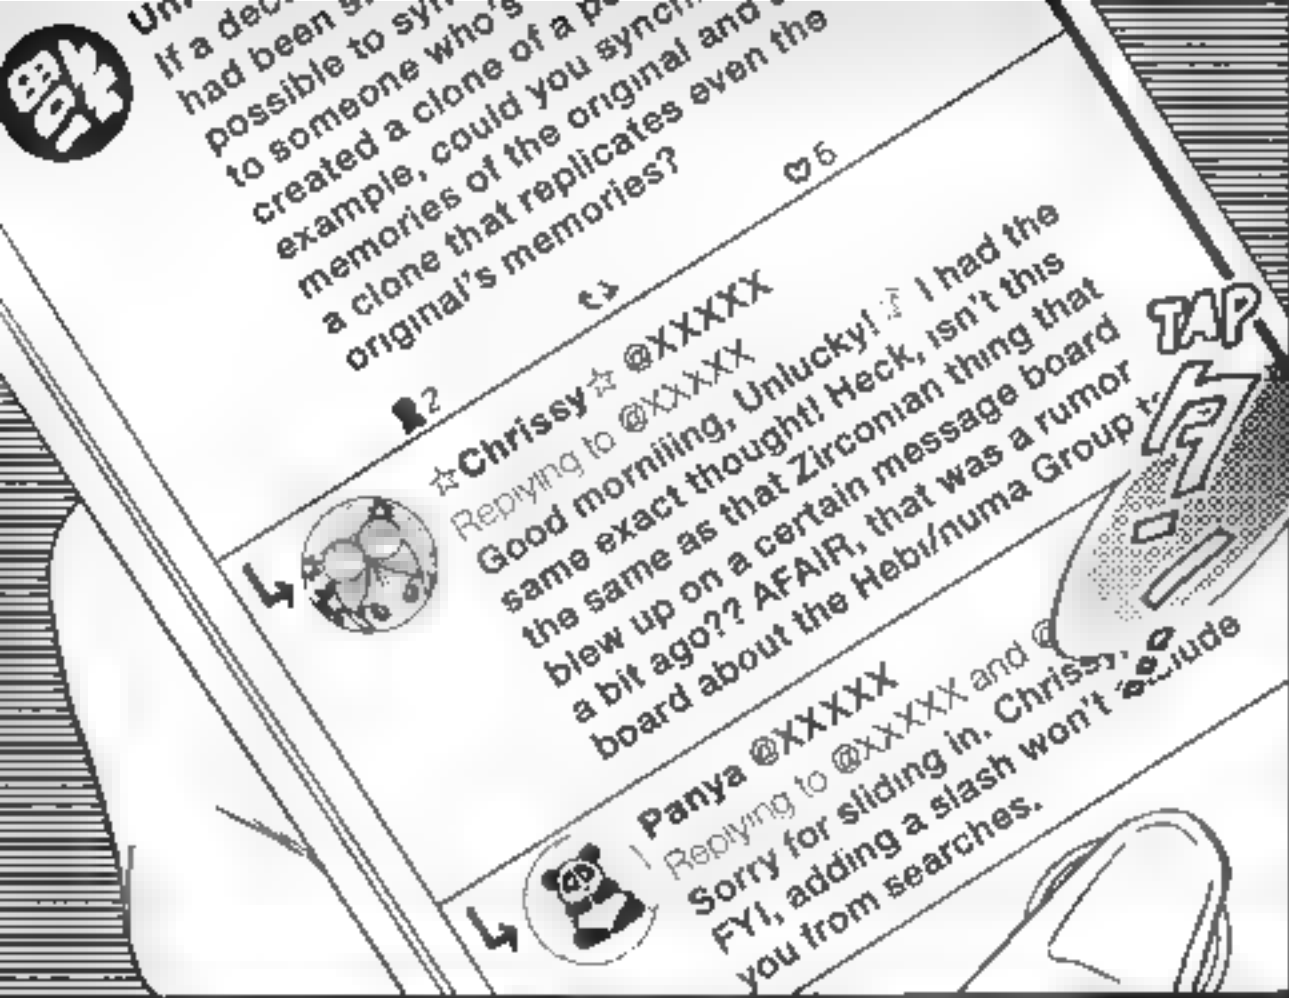 If a dec
had been s
possible to syn
to someone who's
created a clone of a pe
example, could you synch
memories of the original and
a clone that replicates even the
original's memories?
2
6
☆Chrissy☆ @XXXXX
Replying to @XXXXX
Good morniiing, Unlucky! I had the
same exact thought! Heck, isn't this
the same as that Zirconian thing that
blew up on a certain message board
a bit ago?? AFAIR, that was a rumor
board about the Hebi/numa Group
TAP
Panya @XXXXX
Replying to @XXXXX and @
Sorry for sliding in, Chrissy,
FYI, adding a slash won't
you from searches.